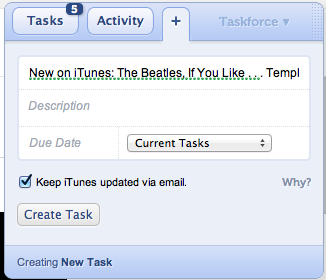 Tasks 5 Activity + Taskforce ▾
New on iTunes: The Beatles, If You Like . . . Templ
Description
Due Date Current Tasks
Keep iTunes updated via email. Why?
Create Task
Creating New Task